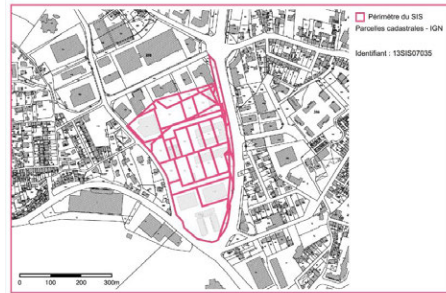 Périmètre du SIS
Parcelles cadastrales - IGN
Identifiant : 13SIS07035
0 100 200 300m